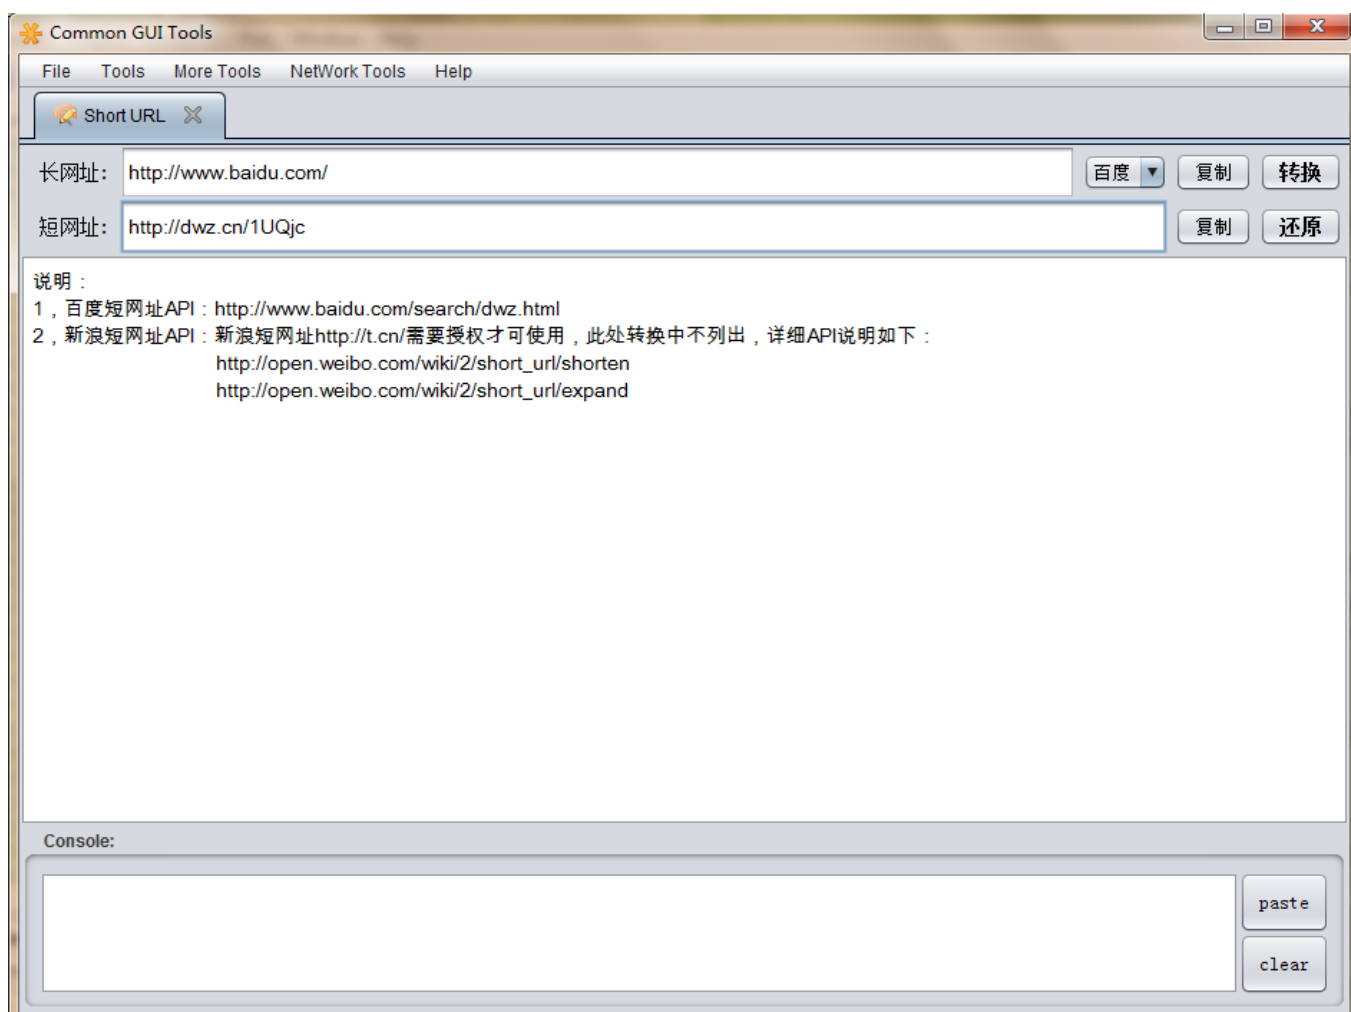 Common GUI Tools
File Tools More Tools NetWork Tools Help
Short URL
长网址: http://www.baidu.com/ 百度 复制 转换
短网址: http://dwz.cn/1UQjc 复制 还原
说明：
1，百度短网址API：http://www.baidu.com/search/dwz.html
2，新浪短网址API：新浪短网址http://t.cn/需要授权才可使用，此处转换中不列出，详细API说明如下：
http://open.weibo.com/wiki/2/short_url/shorten
http://open.weibo.com/wiki/2/short_url/expand
Console:
paste
clear